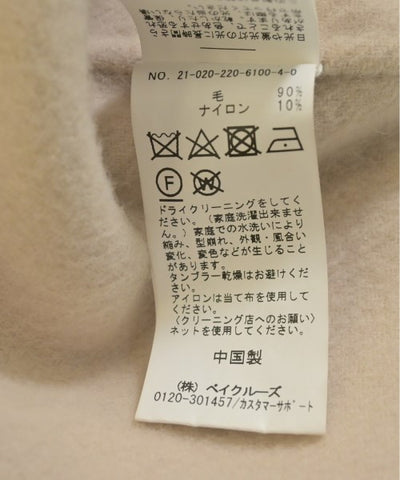 NO. 21-020-220-6100-4-0
毛 90%
ナイロン 10%
F
W
ドライクリーニングをしてく
ださい。(家庭洗濯出来ませ
ん。)家庭での水洗いにより
縮み、型崩れ、外観・風合い
変化、変色などが生じること
があります。
タンブラー乾燥はお避けくだ
さい。
アイロンは当て布を使用して
ください。
〈クリーニング店へのお願い〉
ネットを使用してください。
中国製
(株) ベイクルーズ
0120-301457/カスタマーサポート